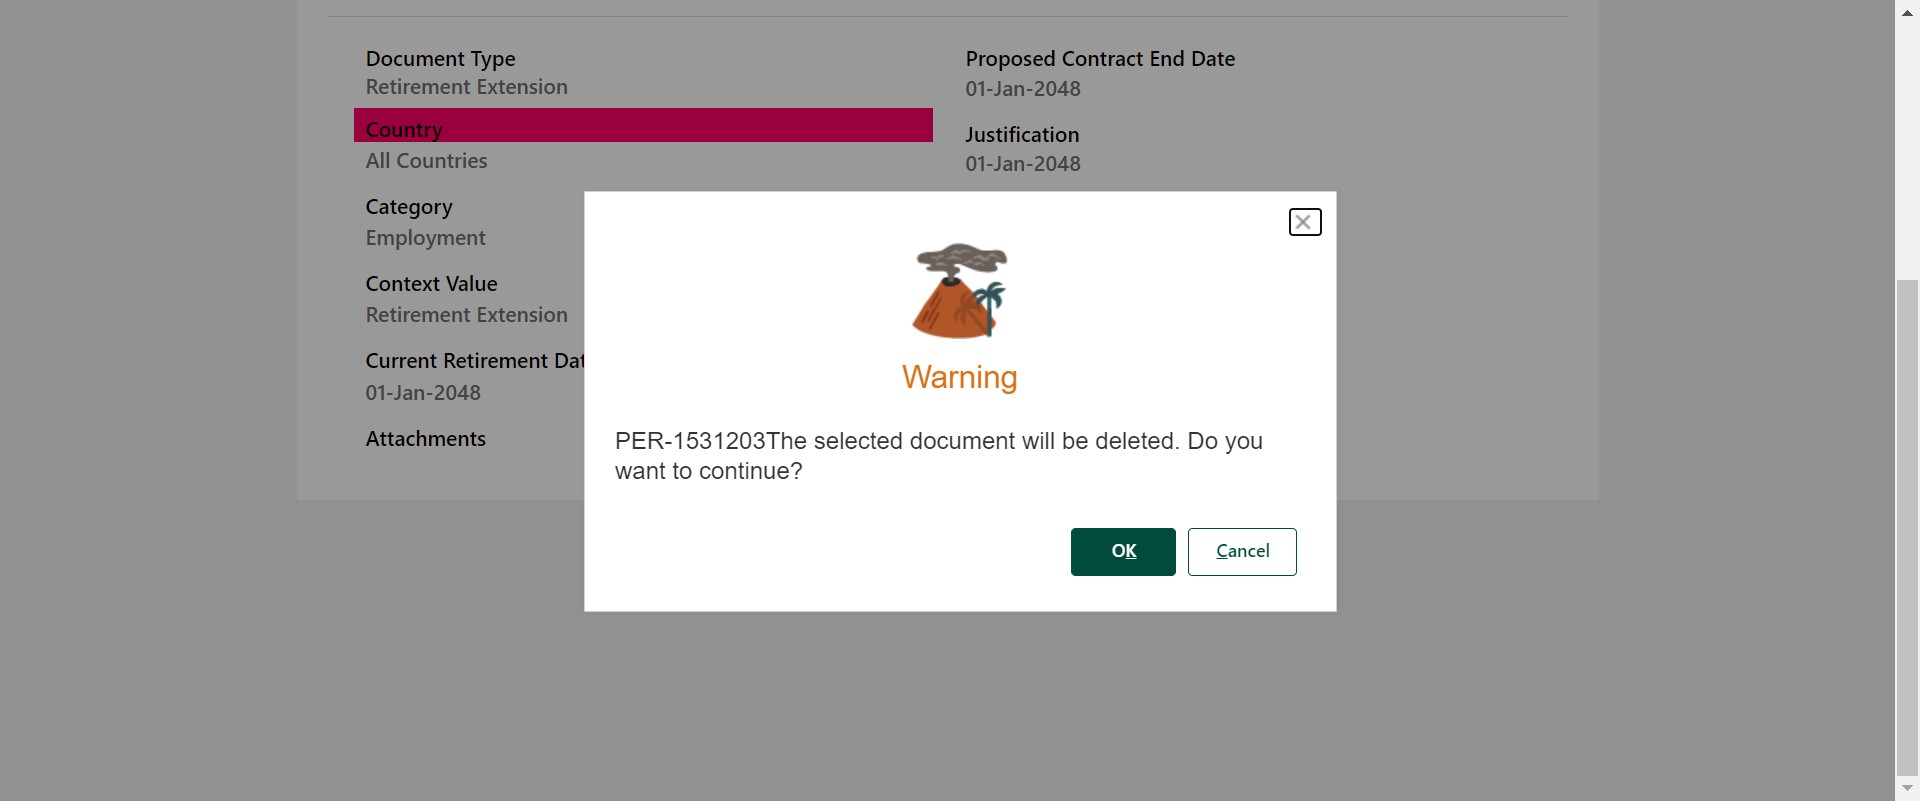 Document Type
Retirement Extension
Country
All Countries
Category
Employment
Context Value
Retirement Extension
Current Retirement Dat
01-Jan-2048
Attachments
Proposed Contract End Date
01-Jan-2048
Justification
01-Jan-2048
Warning
PER-1531203The selected document will be deleted. Do you
want to continue?
OK
Cancel